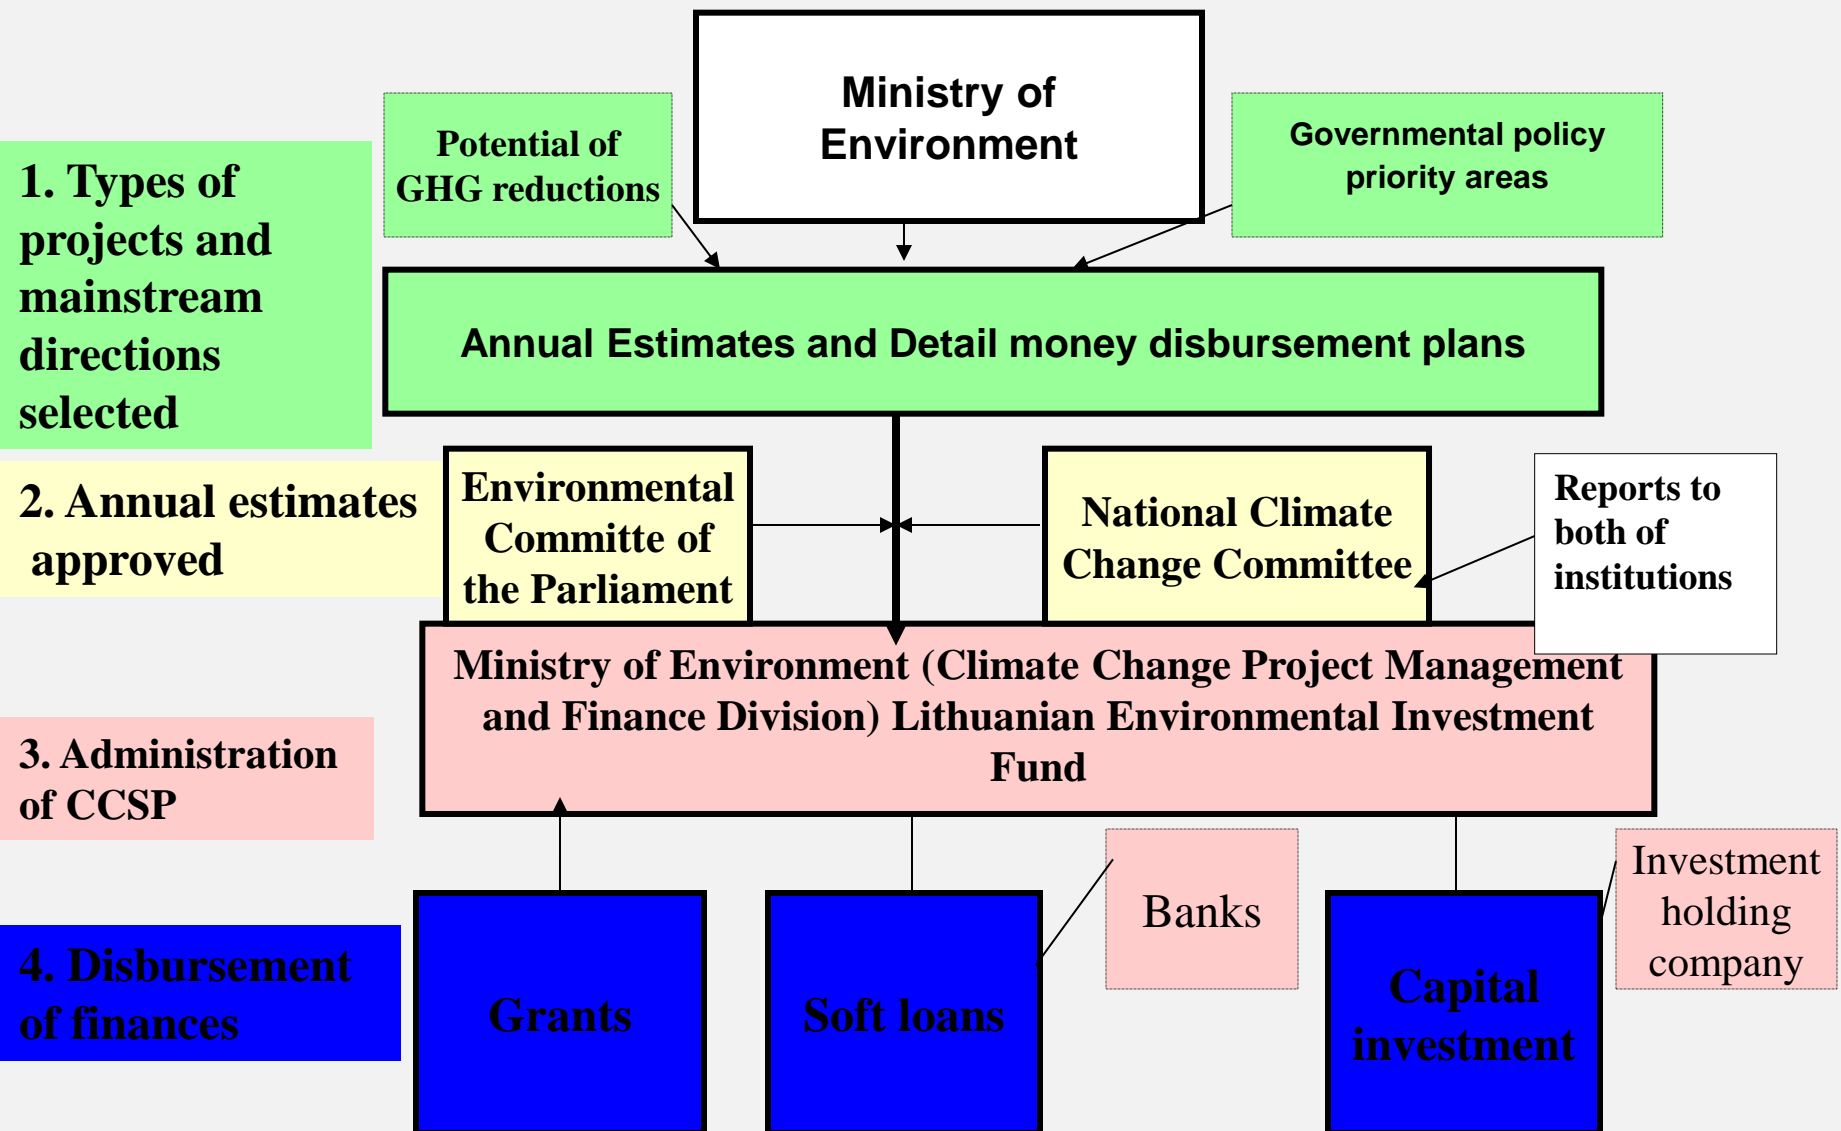 Ministry of
Environment
Potential of
GHG reductions
Governmental policy
priority areas
1. Types of
projects and
mainstream
directions
selected
Annual Estimates and Detail money disbursement plans
2. Annual estimates
approved
Environmental
Committe of
the Parliament
National Climate
Change Committee
Reports to
both of
institutions
3. Administration
of CCSP
Ministry of Environment (Climate Change Project Management
and Finance Division) Lithuanian Environmental Investment
Fund
4. Disbursement
of finances
Grants
Soft loans
Banks
Capital
investment
Investment
holding
company